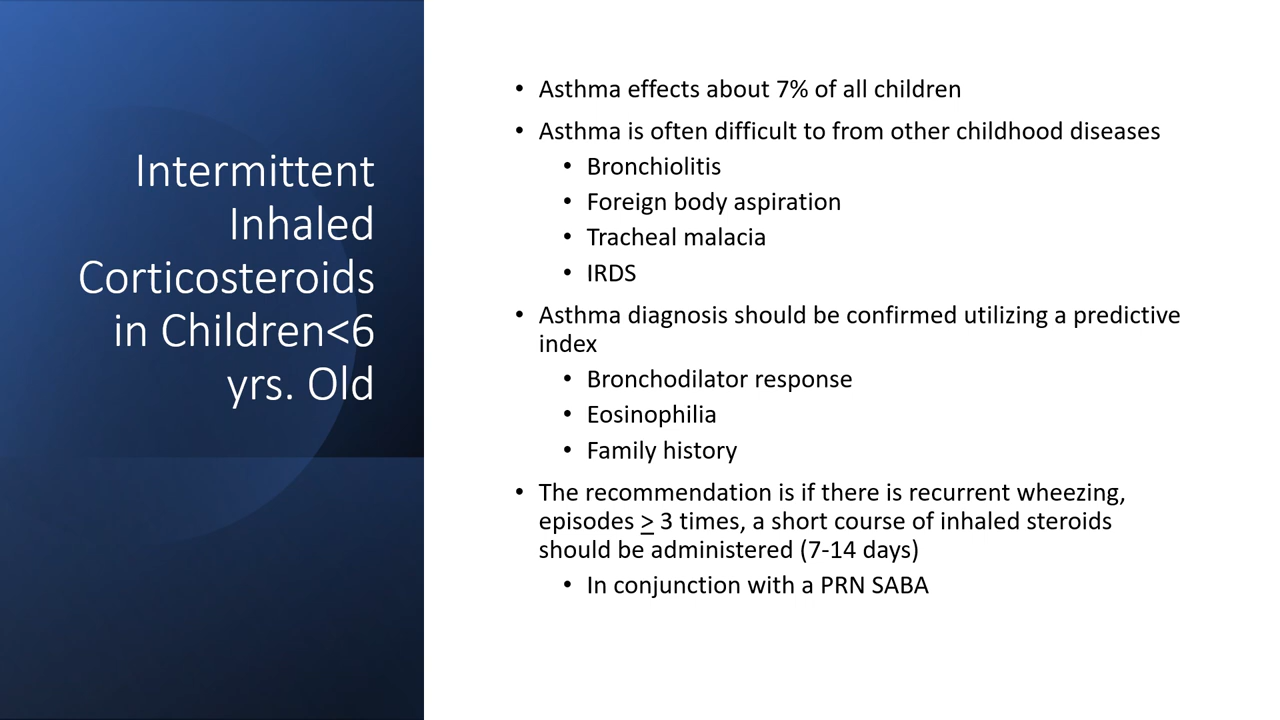 Intermittent
Inhaled
Corticosteroids
in Children<6
yrs. Old
• Asthma effects about 7% of all children
• Asthma is often difficult to from other childhood diseases
• Bronchiolitis
• Foreign body aspiration
• Tracheal malacia
• IRDS
• Asthma diagnosis should be confirmed utilizing a predictive
index
• Bronchodilator response
• Eosinophilia
• Family history
• The recommendation is if there is recurrent wheezing,
episodes ≥ 3 times, a short course of inhaled steroids
should be administered (7-14 days)
• In conjunction with a PRN SABA